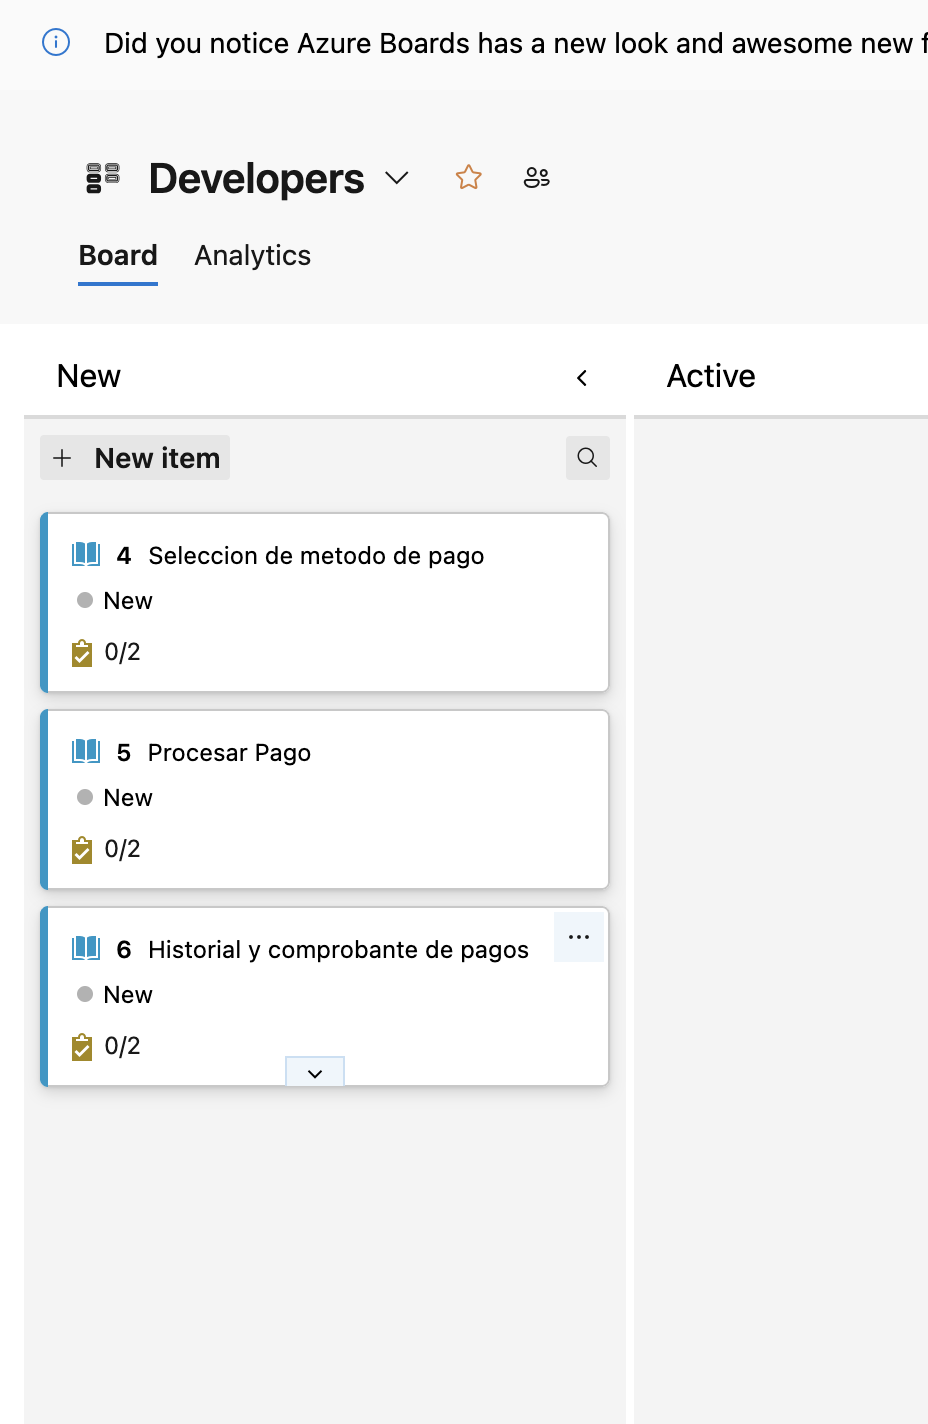 Did you notice Azure Boards has a new look and awesome new f
Developers
Board Analytics
New
Active
+ New item
4 Seleccion de metodo de pago
New
0/2
5 Procesar Pago
New
0/2
6 Historial y comprobante de pagos
New
0/2